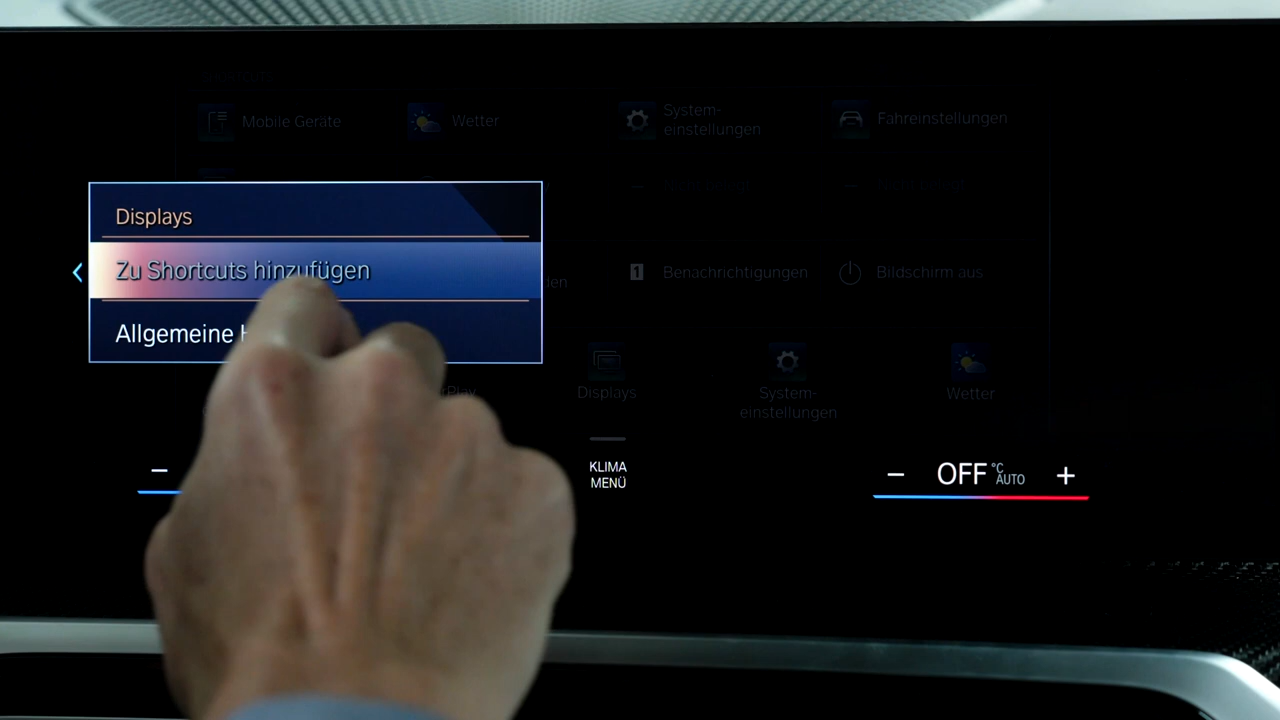 SHORTCUTS
Mobile Geräte
Wetter
System-
einstellungen
Fahreinstellungen
Displays
Zu Shortcuts hinzufügen
Benachrichtigungen
Bildschirm aus
Allgemeine
Displays
System-
einstellungen
Wetter
KLIMA
MENÜ
− OFF °C AUTO +
−